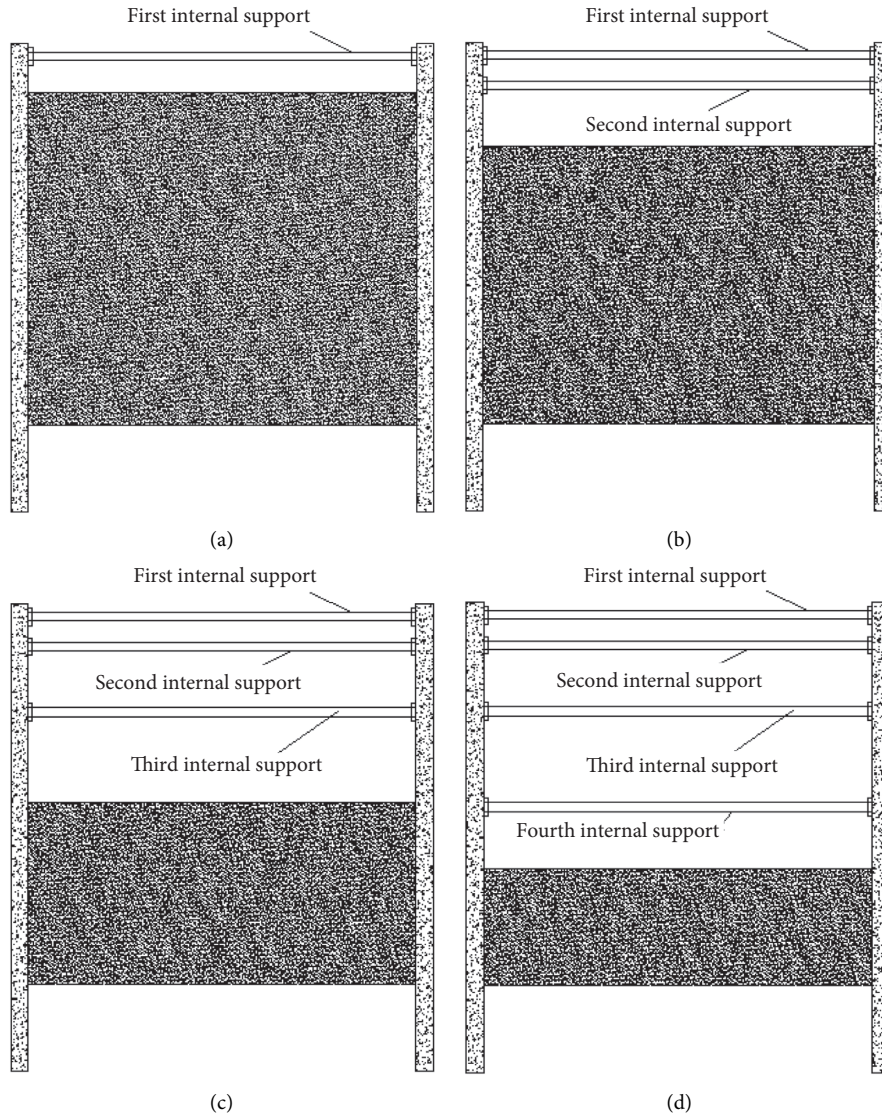 First internal support
(a)
First internal support
Second internal support
(b)
First internal support
Second internal support
Third internal support
(c)
First internal support
Second internal support
Third internal support
Fourth internal support
(d)